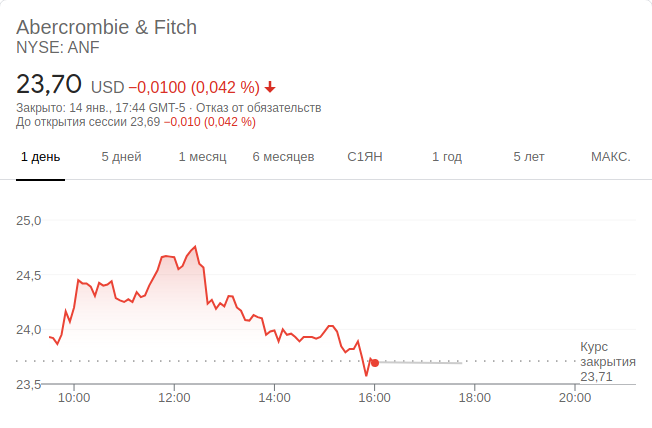 Abercrombie & Fitch
NYSE: ANF
23,70 USD −0,0100 (0,042 %)
Закрыто: 14 янв., 17:44 GMT-5 · Отказ от обязательств
До открытия сессии 23,69 −0,010 (0,042 %)
1 день 5 дней 1 месяц 6 месяцев С1ЯН 1 год 5 лет МАКС.
25,0
24,5
24,0
Курс
закрытия
23,71
23,5
10:00 12:00 14:00 16:00 18:00 20:00